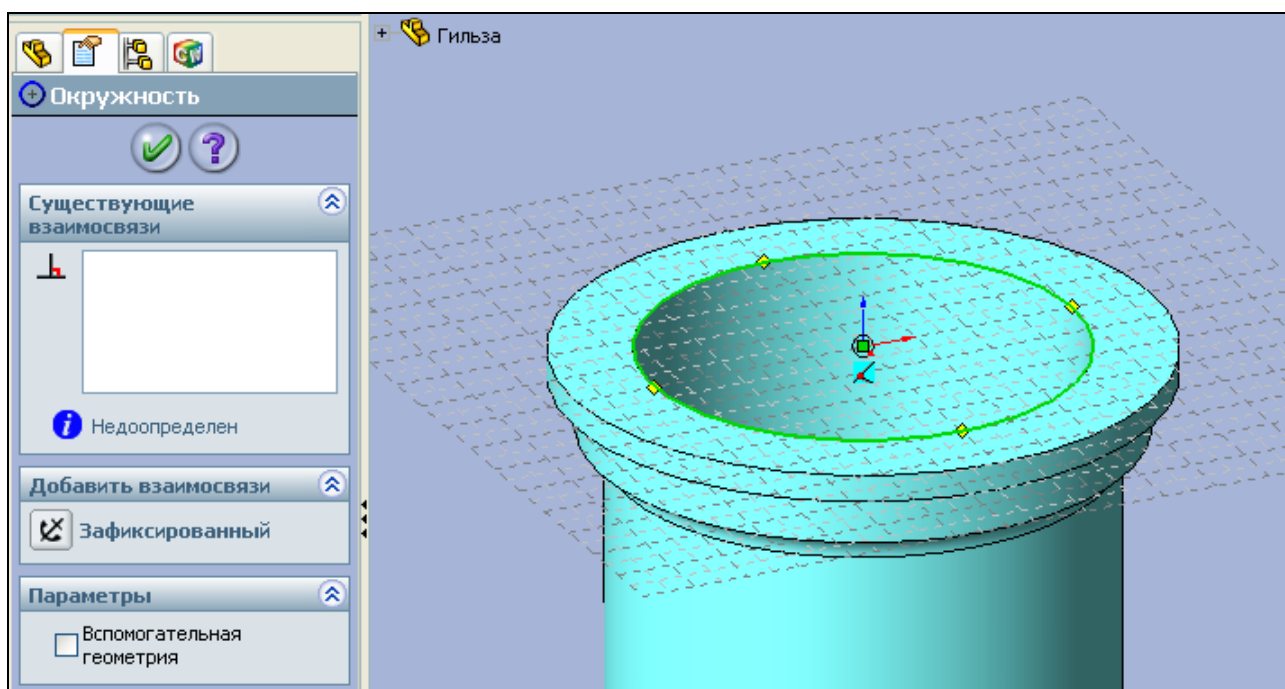 Гильза
Окружность
Существующие
взаимосвязи
Недоопределен
Добавить взаимосвязи
Зафиксированный
Параметры
Вспомогательная
геометрия